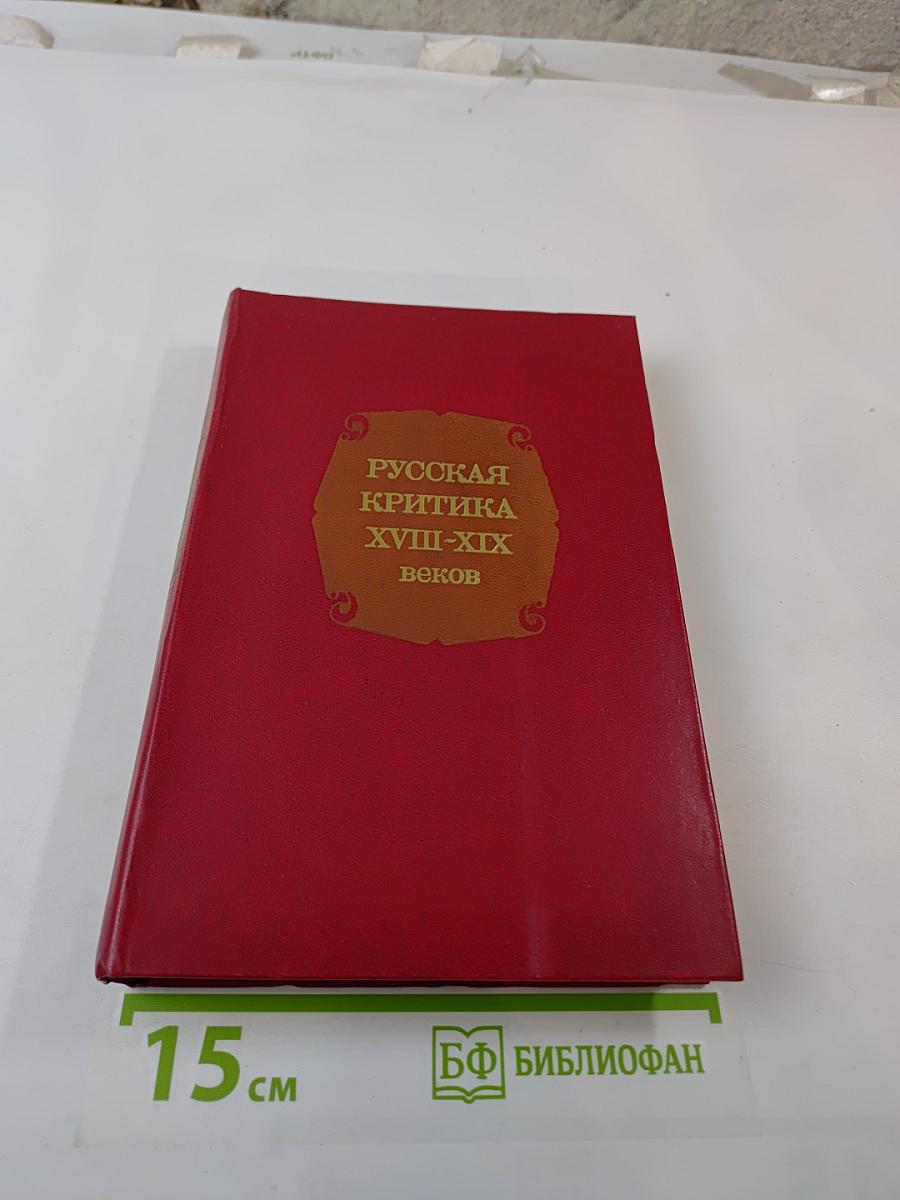 РУССКАЯ
КРИТИКА
XVIII~XIX
веков
15 см
БФ БИБЛИОФАН